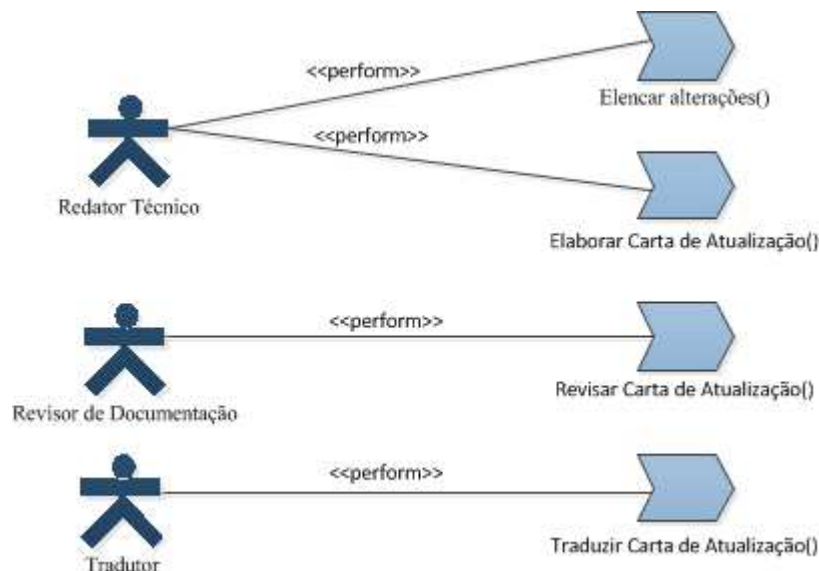 <<perform>>
Elencar alterações()
<<perform>>
Redator Técnico
Elaborar Carta de Atualização()
<<perform>>
Revisar Carta de Atualização()
Revisor de Documentação
<<perform>>
Traduzir Carta de Atualização()
Tradutor